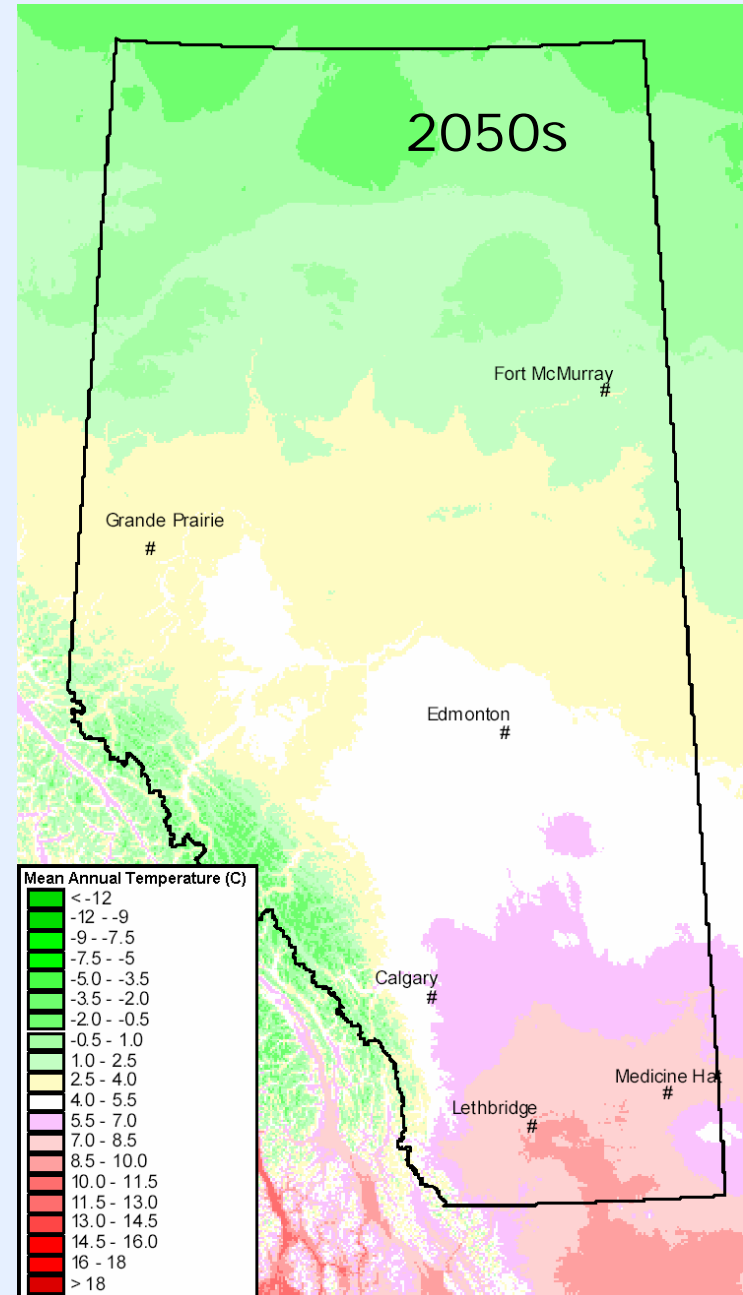 2050s
Fort McMurray
#
Grande Prairie
#
Edmonton
#
Calgary
#
Medicine Hat
#
Lethbridge
#
Mean Annual Temperature (C)
< -12
-12 - -9
-9 - -7.5
-7.5 - -5
-5.0 - -3.5
-3.5 - -2.0
-2.0 - -0.5
-0.5 - 1.0
1.0 - 2.5
2.5 - 4.0
4.0 - 5.5
5.5 - 7.0
7.0 - 8.5
8.5 - 10.0
10.0 - 11.5
11.5 - 13.0
13.0 - 14.5
14.5 - 16.0
16 - 18
> 18